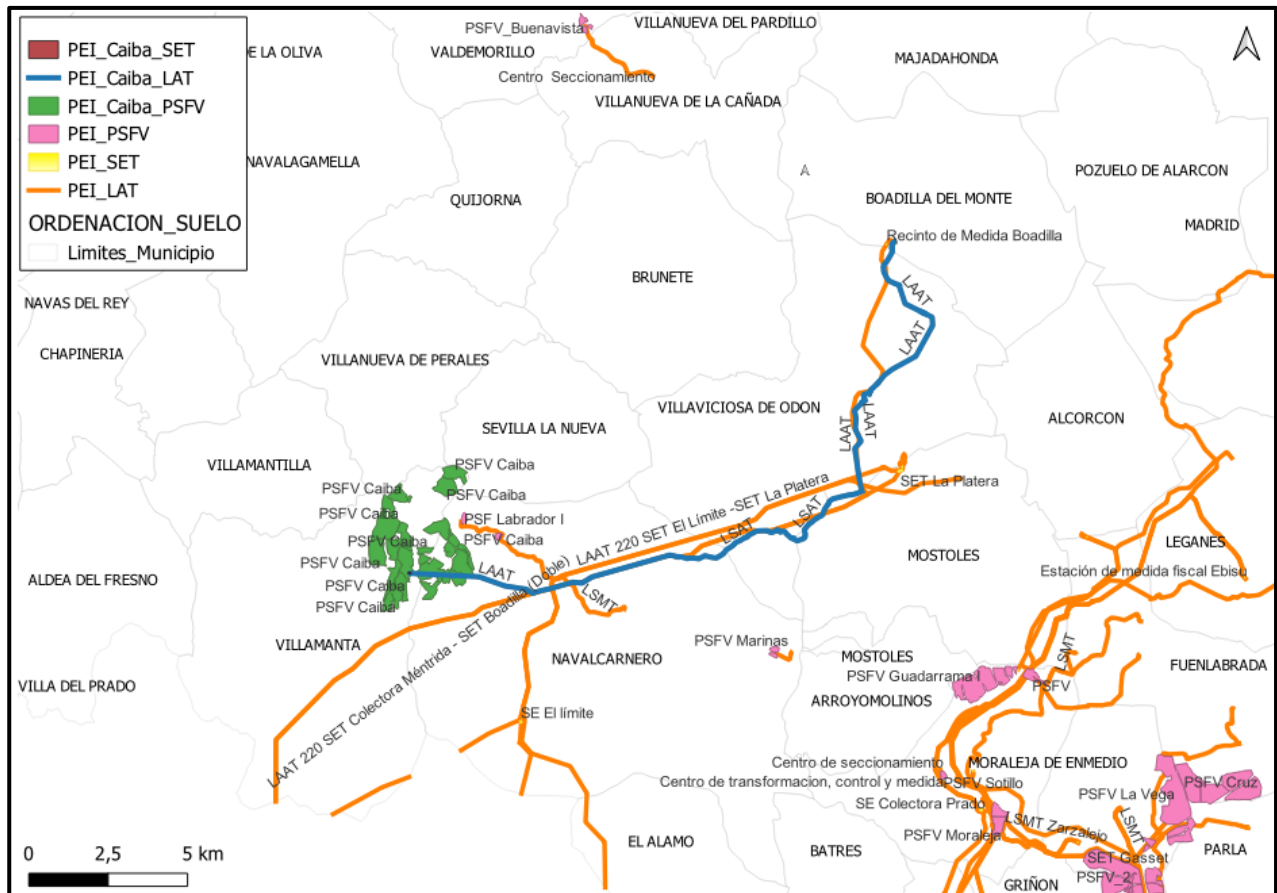 PEI_Caiba_SET
PEI_Caiba_LAT
PEI_Caiba_PSFV
PEI_PSFV
PEI_SET
PEI_LAT
ORDENACION_SUELO
Limites_Municipio
DE LA OLIVA
PSFV_Buenavista
VILLANUEVA DEL PARDILLO
VALDEMORILLO
MAJADAHONDA
Centro Seccionamiento
VILLANUEVA DE LA CAÑADA
NAVALAGAMELLA
POZUELO DE ALARCON
QUIJORNA
BOADILLA DEL MONTE
MADRID
Recinto de Medida Boadilla
BRUNETE
LAAT
NAVAS DEL REY
LAAT
CHAPINERIA
VILLANUEVA DE PERALES
VILLAVICIOSA DE ODON
LAAT
LAAT
ALCORCON
SEVILLA LA NUEVA
VILLAMANTILLA
PSFV Caiba
PSFV Caiba
PSFV Caiba
SET La Platera
LAAT 220 SET El Límite -SET La Platera
PSFV Caiba
PSF Labrador I
LSAT
LSAT
PSFV Caiba
PSFV Caiba
LEGANES
MOSTOLES
PSFV Caiba
LAAT
Estación de medida fiscal Ebisu
ALDEA DEL FRESNO
PSFV Caiba
PSFV Caiba
LSMT
LAAT 220 SET Colectora Méntrida - SET Boadilla (Doble)
VILLAMANTA
PSFV Marinas
NAVALCARNERO
MOSTOLES
LSMT
FUENLABRADA
PSFV Guadarrama I
PSFV
VILLA DEL PRADO
ARROYOMOLINOS
SE El límite
Centro de seccionamiento
MORALEJA DE ENMEDIO
Centro de transformacion, control y medida
PSFV Sotillo
PSFV Cruz
PSFV La Vega
SE Colectora Prado
LSMT Zarzalejo
LSMT
PSFV Moraleja
EL ALAMO
BATRES
PARLA
SET Gasset
PSFV_2
GRIÑON
0 2,5 5 km